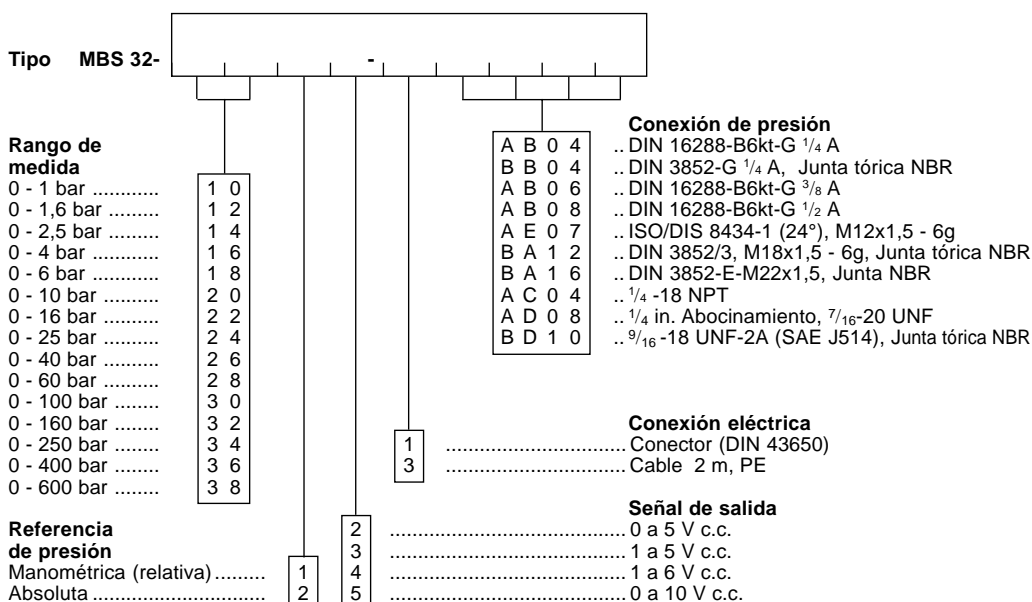 Tipo MBS 32- -
Conexión de presión
A B 0 4 .. DIN 16288-B6kt-G 1/4 A
B B 0 4 .. DIN 3852-G 1/4 A, Junta tórica NBR
A B 0 6 .. DIN 16288-B6kt-G 3/8 A
A B 0 8 .. DIN 16288-B6kt-G 1/2 A
A E 0 7 .. ISO/DIS 8434-1 (24°), M12x1,5 - 6g
B A 1 2 .. DIN 3852/3, M18x1,5 - 6g, Junta tórica NBR
B A 1 6 .. DIN 3852-E-M22x1,5, Junta NBR
A C 0 4 .. 1/4 -18 NPT
A D 0 8 .. 1/4 in. Abocinamiento, 7/16-20 UNF
B D 1 0 .. 9/16 -18 UNF-2A (SAE J514), Junta tórica NBR
Rango de
medida
0 - 1 bar ............ 1 0
0 - 1,6 bar ......... 1 2
0 - 2,5 bar ......... 1 4
0 - 4 bar ............ 1 6
0 - 6 bar ............ 1 8
0 - 10 bar .......... 2 0
0 - 16 bar .......... 2 2
0 - 25 bar .......... 2 4
0 - 40 bar .......... 2 6
0 - 60 bar .......... 2 8
0 - 100 bar ........ 3 0
0 - 160 bar ........ 3 2
0 - 250 bar ........ 3 4
0 - 400 bar ........ 3 6
0 - 600 bar ........ 3 8
Conexión eléctrica
1 .................................... Conector (DIN 43650)
3 .................................... Cable 2 m, PE
Referencia
de presión
Manométrica (relativa) ......... 1
Absoluta ............................... 2
Señal de salida
2 ...................................... 0 a 5 V c.c.
3 ...................................... 1 a 5 V c.c.
4 ...................................... 1 a 6 V c.c.
5 ...................................... 0 a 10 V c.c.